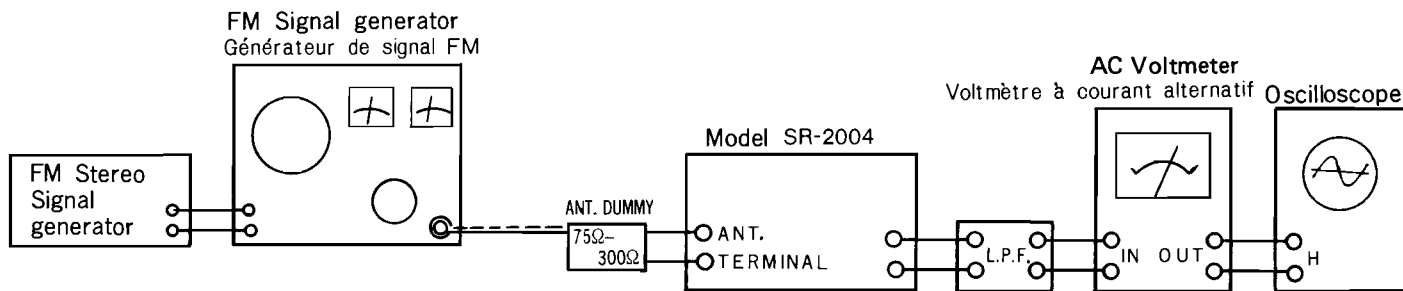 FM Signal generator
Générateur de signal FM
AC Voltmeter
Voltmètre à courant alternatif
Oscilloscope
Model SR-2004
FM Stereo
Signal
generator
ANT. DUMMY
75Ω-
300Ω
ANT.
TERMINAL
L.P.F.
IN OUT
H